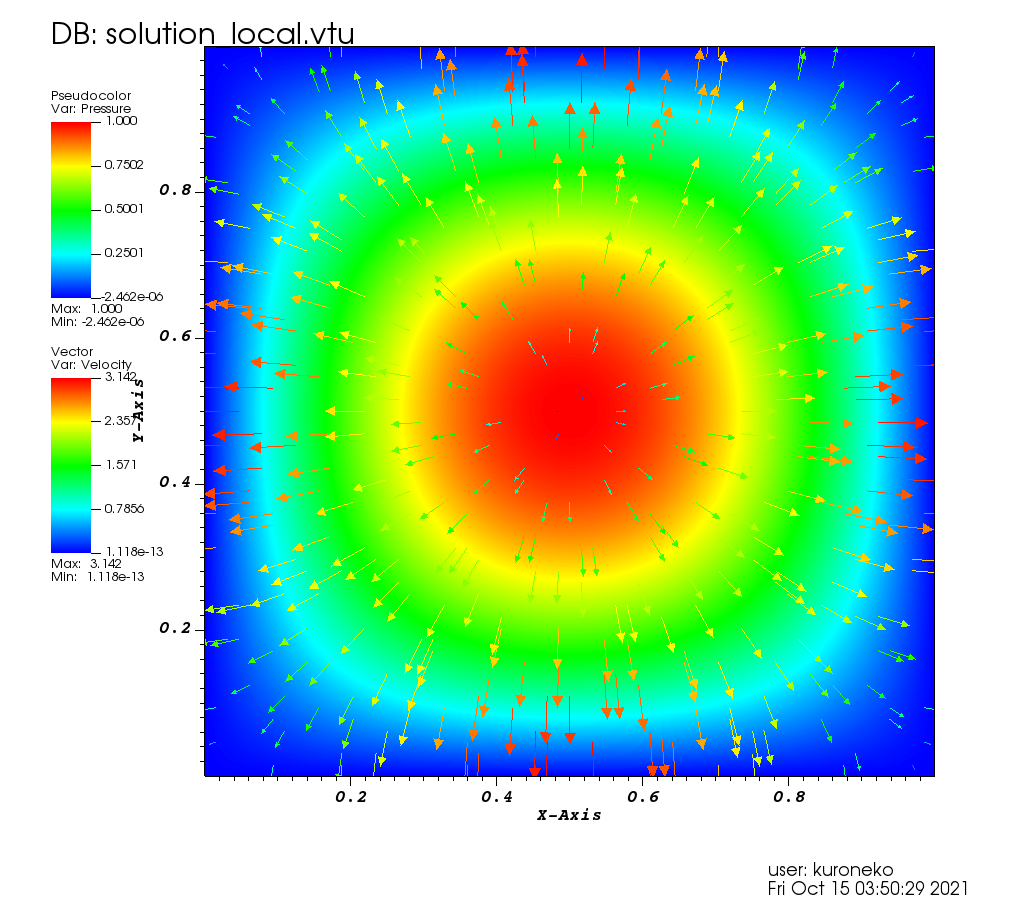 DB: solution_local.vtu
Pseudocolor
Var: Pressure
1.000
0.7502
0.5001
0.2501
-2.462e-06
Max: 1.000
Min: -2.462e-06
Vector
Var: Velocity
3.142
2.357
1.571
0.7856
1.118e-13
Max: 3.142
Min: 1.118e-13
Y-Axis
0.8
0.6
0.4
0.2
0.2 0.4 0.6 0.8
X-Axis
user: kuroneko
Fri Oct 15 03:50:29 2021